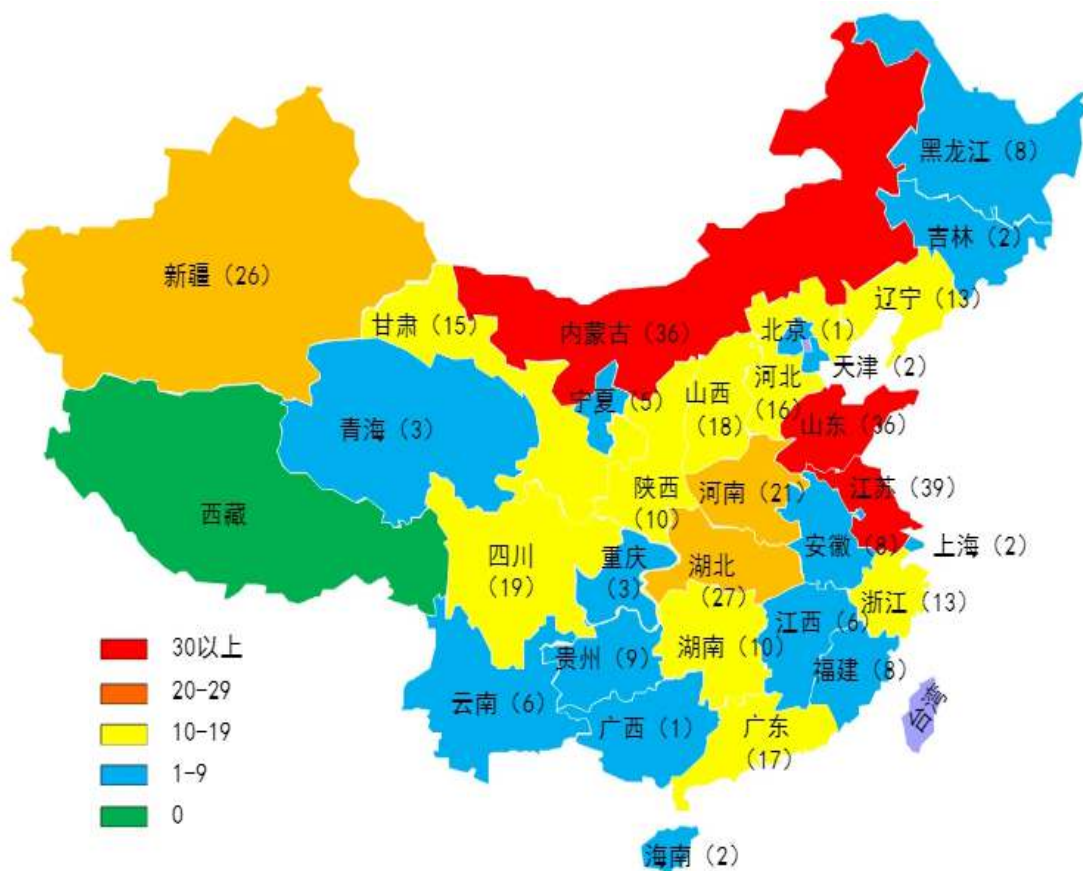 黑龙江（8）
吉林（2）
新疆（26）
辽宁（13）
甘肃（15）
内蒙古（36）
北京（1）
天津（2）
河北
（16）
宁夏（5）
山西
（18）
青海（3）
山东（36）
陕西
（10）
河南（21）
江苏（39）
西藏
四川
（19）
重庆
（3）
湖北
（27）
安徽（8）
上海（2）
浙江（13）
江西（6）
湖南（10）
贵州（9）
福建（8）
云南（6）
广西（1）
广东
（17）
台湾
海南（2）
30以上
20-29
10-19
1-9
0